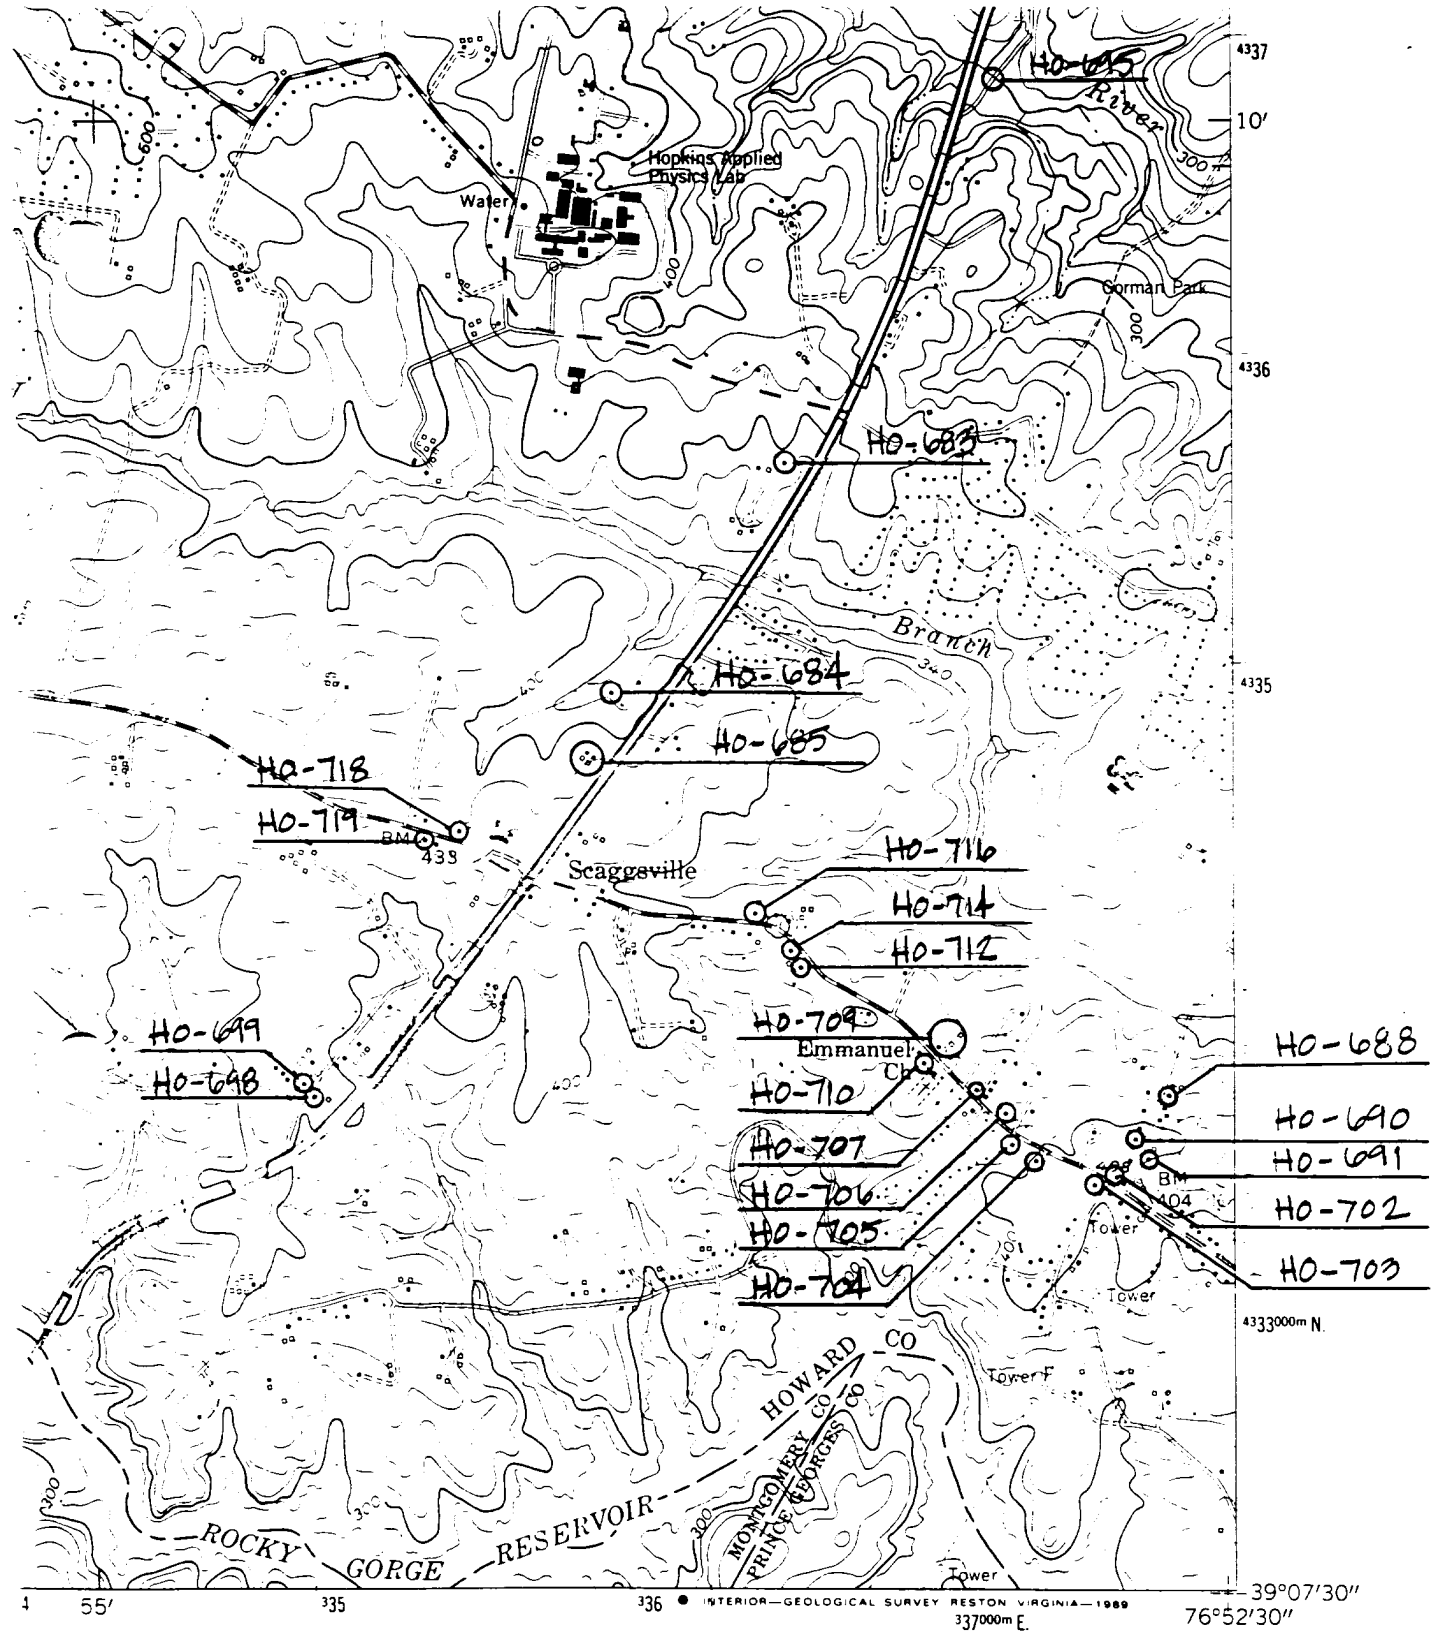 4337
HO-695
River
10'
600
300
Hopkins Applied
Physics Lab
Water
400
Gorman Park
300
4336
HO-683
Branch
340
400
HO-684
4335
HO-685
HO-718
HO-719
BM
433
Scaggsville
HO-716
HO-714
HO-712
HO-699
HO-709
Emmanuel
Ch
HO-688
HO-698
400
HO-710
HO-690
HO-707
HO-691
BM
404
HO-706
HO-702
Tower
HO-705
401
HO-703
HO-704
Tower
4333000m N.
HOWARD CO
Tower
MONTGOMERY CO
PRINCE GEORGES CO
300
300
300
ROCKY GORGE RESERVOIR
Tower
39°07'30"
55'
335
336
INTERIOR—GEOLOGICAL SURVEY RESTON VIRGINIA—1989
337000m E.
76°52'30"